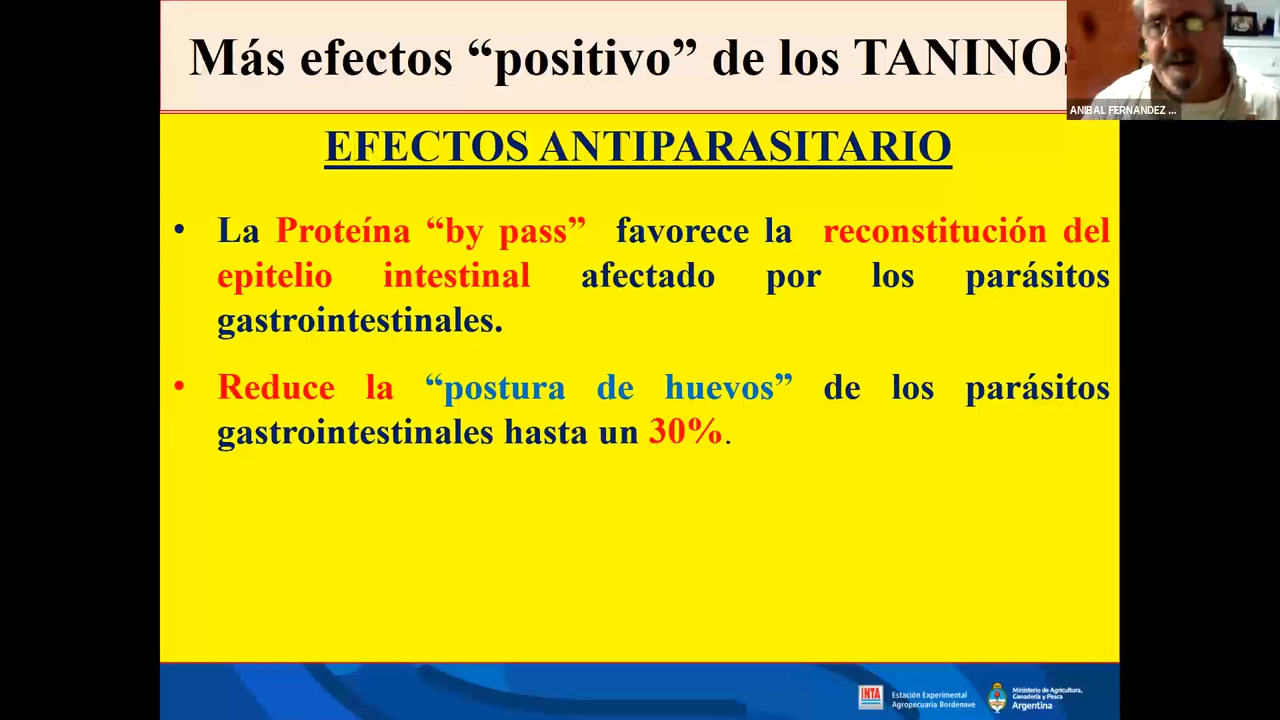 Más efectos “positivo” de los TANINOS
ANIBAL FERNANDEZ ...
EFECTOS ANTIPARASITARIO
• La Proteína “by pass” favorece la reconstitución del
epitelio intestinal afectado por los parásitos
gastrointestinales.
• Reduce la “postura de huevos” de los parásitos
gastrointestinales hasta un 30%.
INTA
Estación Experimental
Agropecuaria Bordenave
Ministerio de Agricultura,
Ganadería y Pesca
Argentina